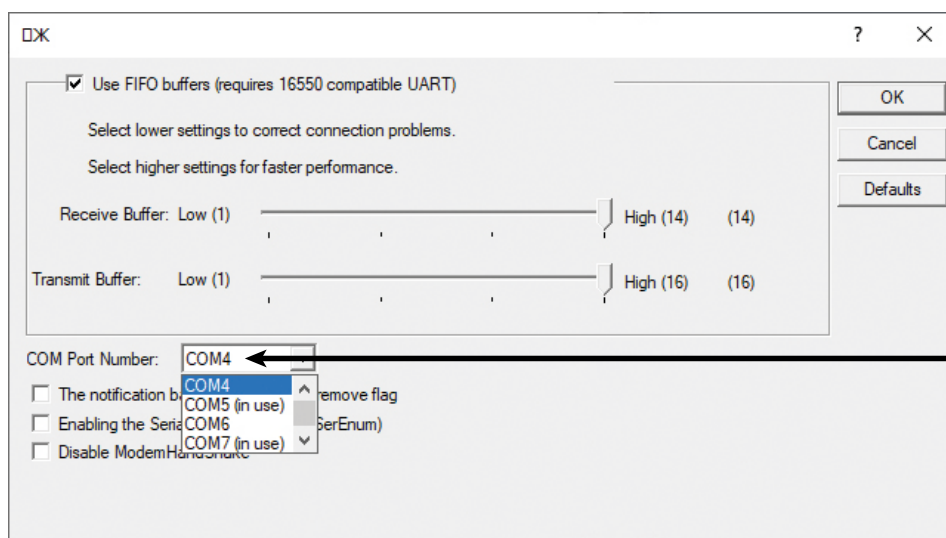 □Ж
?
Use FIFO buffers (requires 16550 compatible UART)
OK
Select lower settings to correct connection problems.
Cancel
Select higher settings for faster performance.
Defaults
Receive Buffer: Low (1) High (14) (14)
Transmit Buffer: Low (1) High (16) (16)
COM Port Number: COM4
COM4
COM5 (in use)
COM6
COM7 (in use)
The notification remove flag
Enabling the SerEnum)
Disable